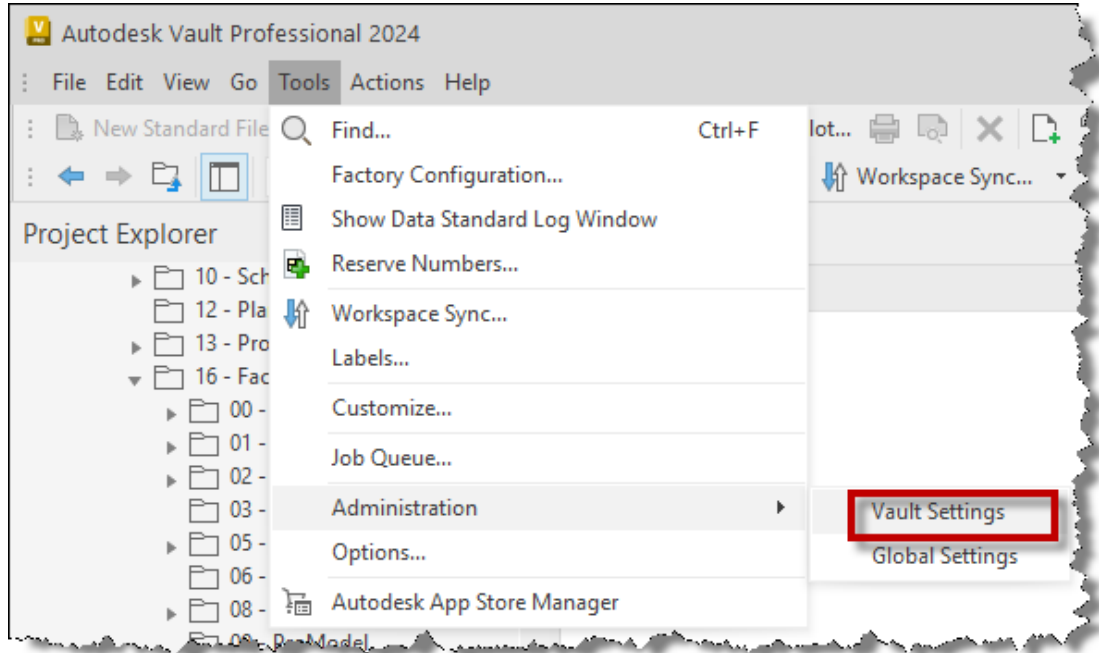 Autodesk Vault Professional 2024
File Edit View Go Tools Actions Help
New Standard File lot...
Workspace Sync...
Find... Ctrl+F
Factory Configuration...
Show Data Standard Log Window
Reserve Numbers...
Workspace Sync...
Labels...
Customize...
Job Queue...
Administration
Options...
Autodesk App Store Manager
Vault Settings
Global Settings
Project Explorer
10 - Sch
12 - Pla
13 - Pro
16 - Fac
00 -
01 -
02 -
03 -
05 -
06 -
08 -